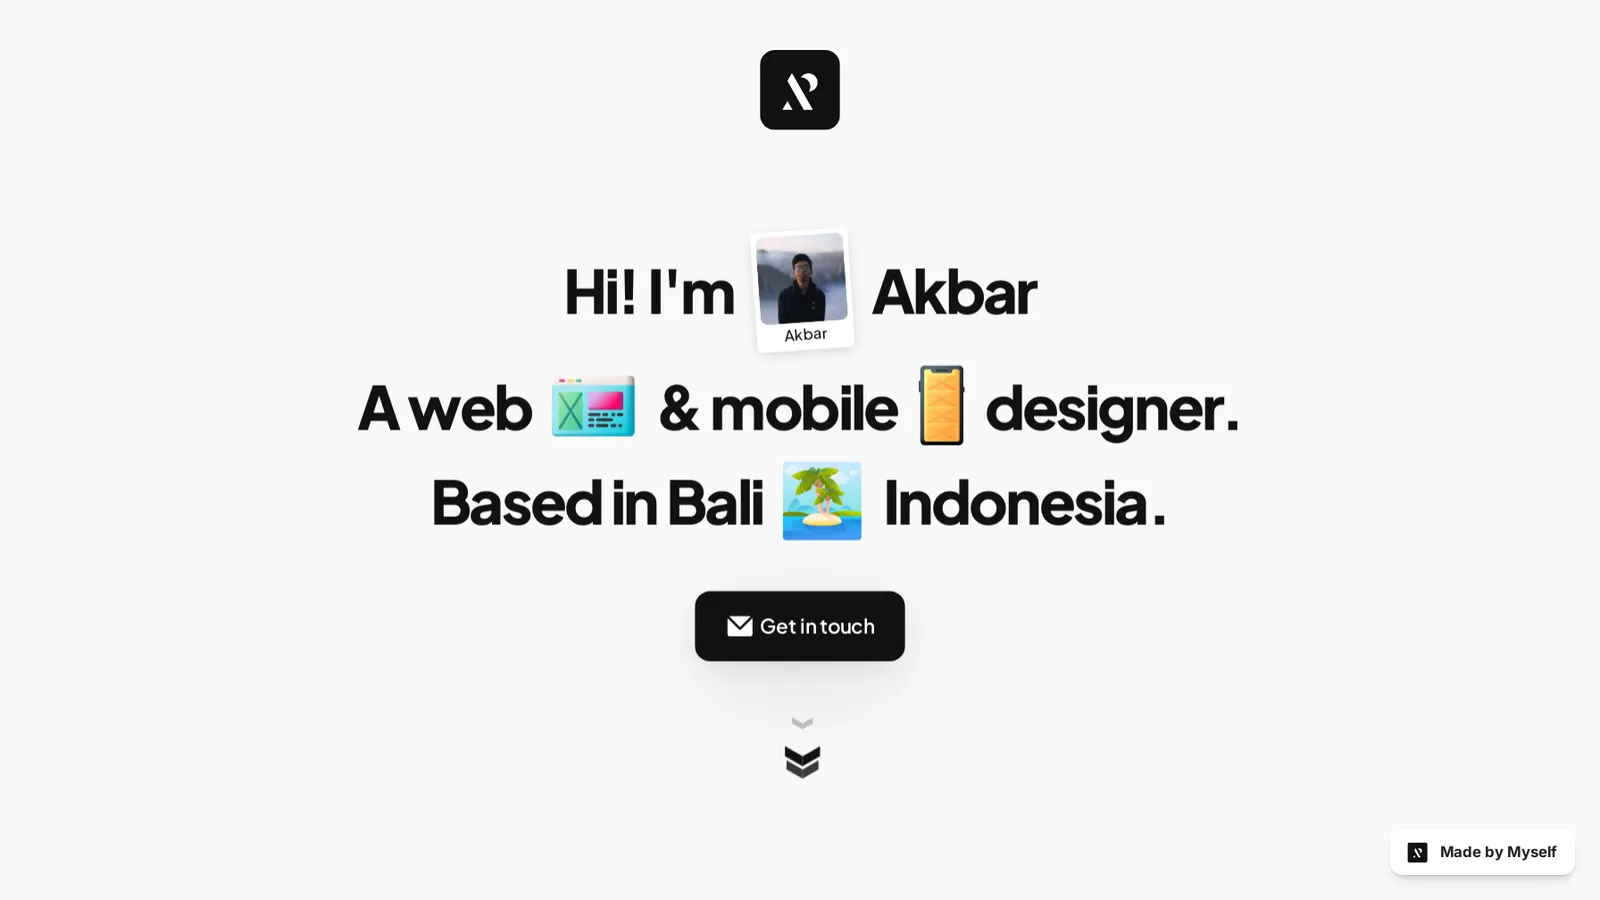 Hi! I'm Akbar
Akbar
A web & mobile designer.
Based in Bali Indonesia.
Get in touch
Made by Myself